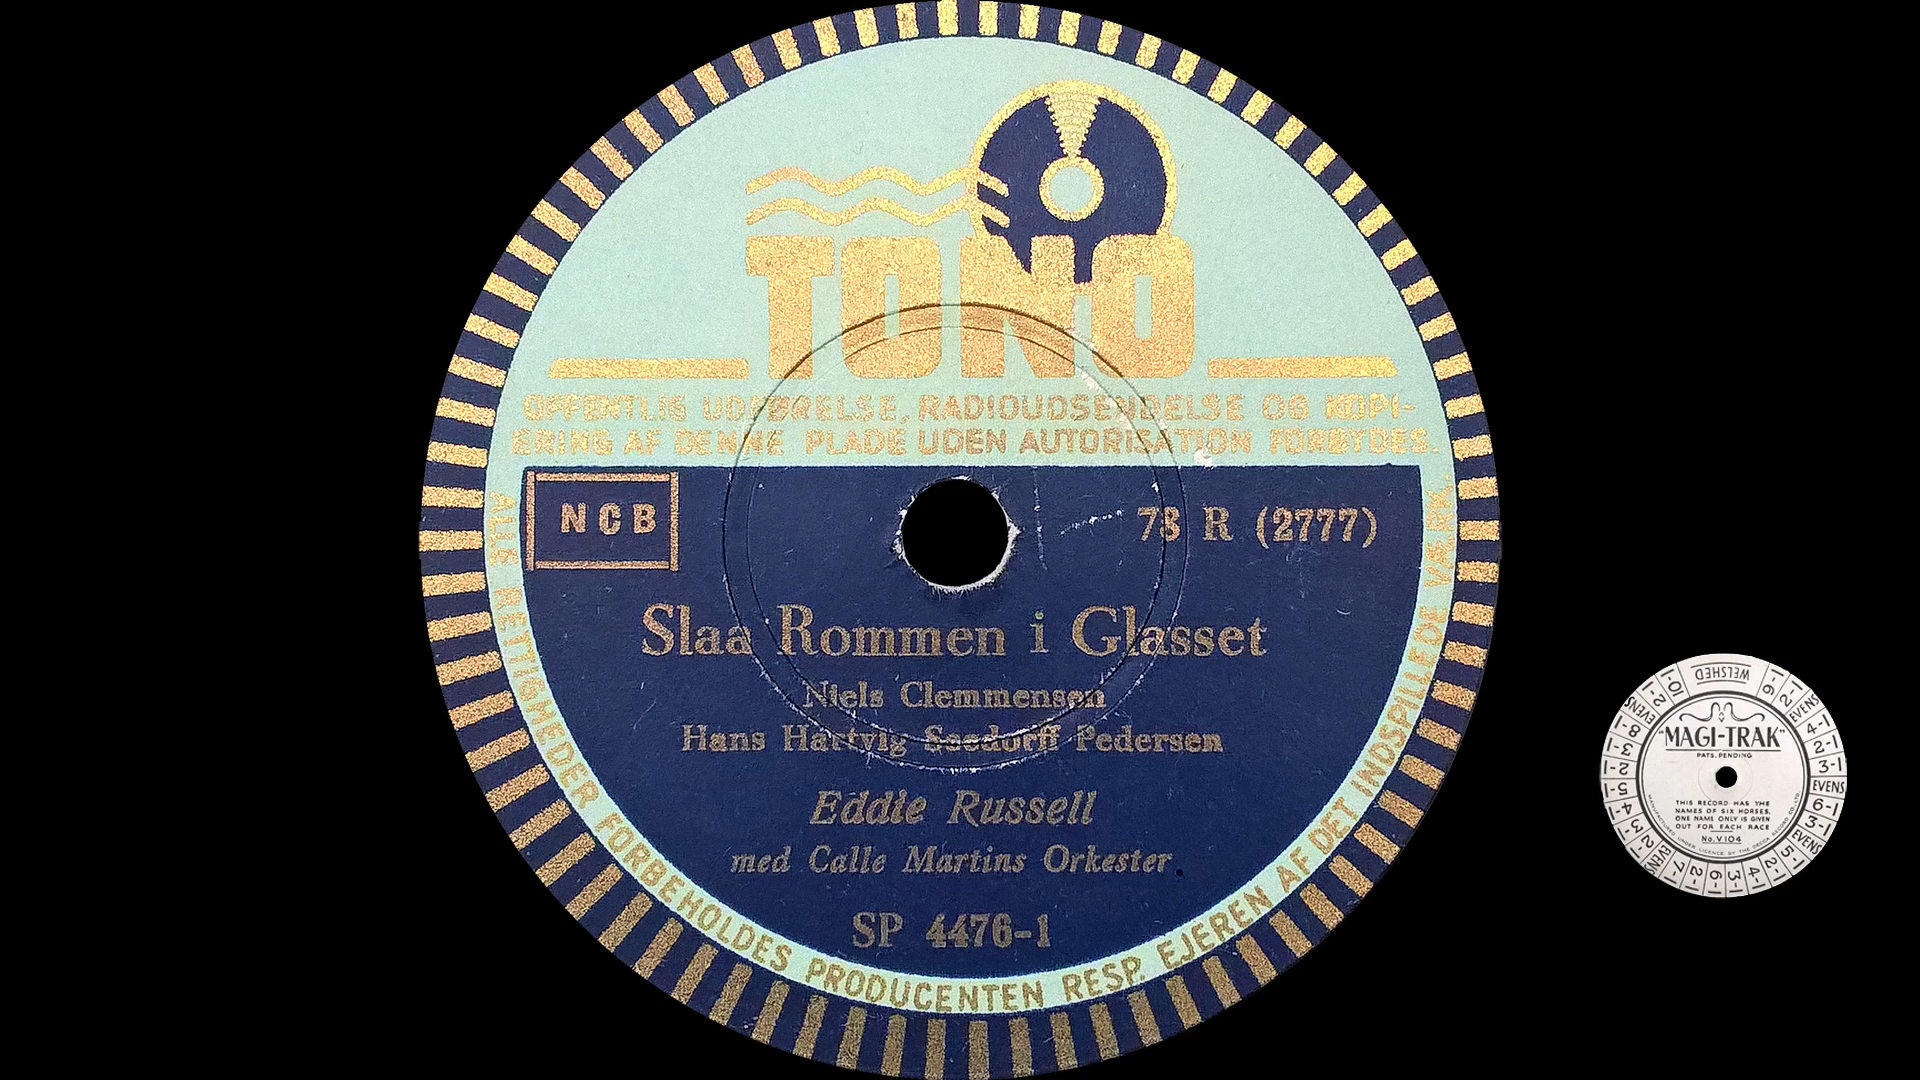 TONO
OFFENTLIG UDFØRELSE, RADIOUDSENDELSE OG KOPI-
ERING AF DENNE PLADE UDEN AUTORISATION FORBYDES.
NCB
78 R (2777)
Slaa Rommen i Glasset
Niels Clemmensen
Hans Hartvig Seedorff Pedersen
Eddie Russell
med Calle Martins Orkester
SP 4476-1
ALLE RETTIGHEDER FORBEHOLDES PRODUCENTEN RESP. EJEREN AF DET INDSPILLEDE VÆRK
WELSHED
"MAGI-TRAK"
PATS. PENDING
THIS RECORD HAS THE
NAMES OF SIX HORSES,
ONE NAME ONLY IS GIVEN
OUT FOR EACH RACE
No. V104